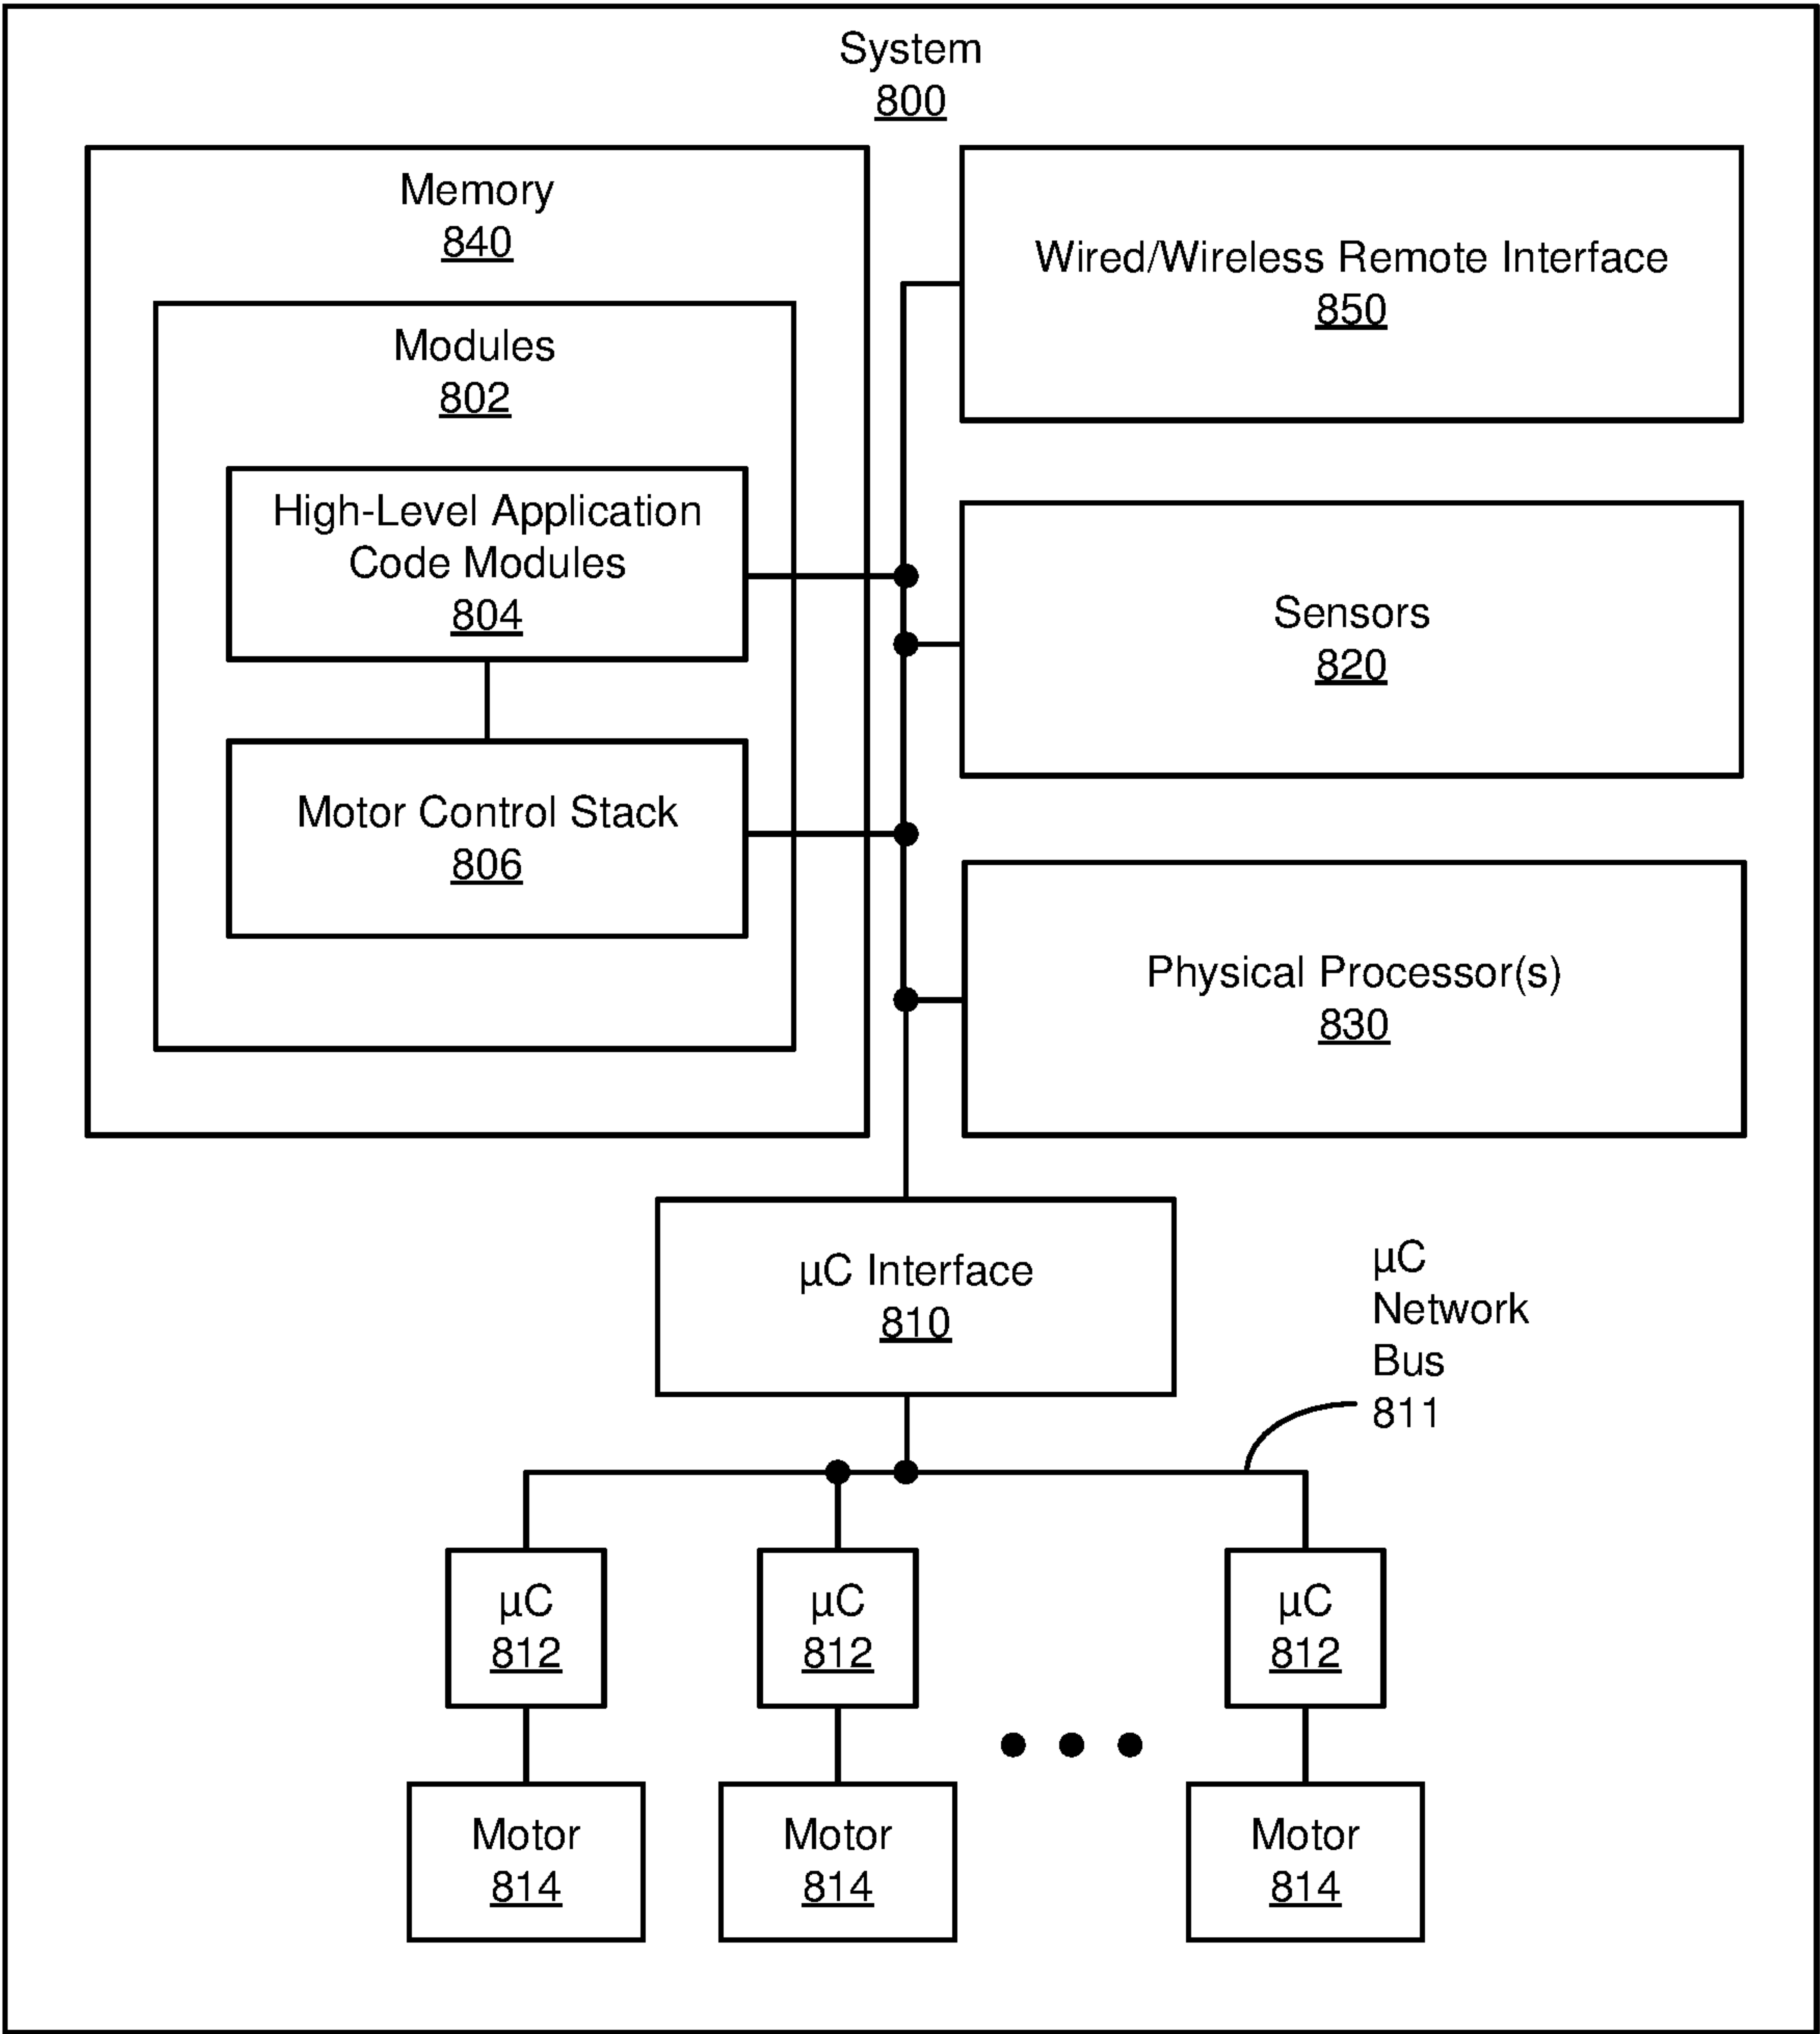 System
800
Memory
840
Modules
802
High-Level Application
Code Modules
804
Motor Control Stack
806
Wired/Wireless Remote Interface
850
Sensors
820
Physical Processor(s)
830
µC Interface
810
µC
Network
Bus
811
µC
812
µC
812
µC
812
Motor
814
Motor
814
Motor
814